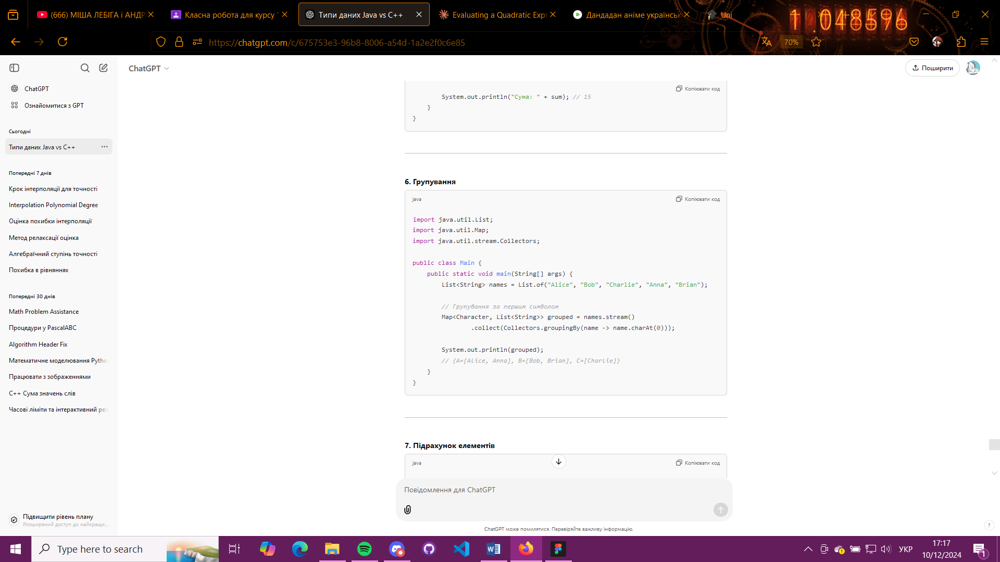 (666) МІША ЛЕБІГА і АНДР
Класна робота для курсу "
Типи даних Java vs C++
Evaluating a Quadratic Expr
Дандадан аніме українськ
Uni
https://chatgpt.com/c/675753e3-96b8-8006-a54d-1a2e2f0c6e85
70%
ChatGPT
Поширити
ChatGPT
Ознайомитися з GPT
Сьогодні
Типи даних Java vs C++
Попередні 7 днів
Крок інтерполяції для точності
Interpolation Polynomial Degree
Оцінка похибки інтерполяції
Метод релаксації оцінка
Алгебраїчний ступінь точності
Похибка в рівняннях
Попередні 30 днів
Math Problem Assistance
Процедури у PascalABC
Algorithm Header Fix
Математичне моделювання Pytho
Працювати з зображеннями
C++ Сума значень слів
Часові ліміти та інтерактивний реж
Підвищити рівень плану
Розширений доступ до найкращи...
Копіювати код
System.out.println("Сума: " + sum); // 15
}
}
6. Групування
java
Копіювати код
import java.util.List;
import java.util.Map;
import java.util.stream.Collectors;
public class Main {
public static void main(String[] args) {
List<String> names = List.of("Alice", "Bob", "Charlie", "Anna", "Brian");
// Групування за першим символом
Map<Character, List<String>> grouped = names.stream()
.collect(Collectors.groupingBy(name -> name.charAt(0)));
System.out.println(grouped);
// {A=[Alice, Anna], B=[Bob, Brian], C=[Charlie]}
}
}
7. Підрахунок елементів
java
Копіювати код
Повідомлення для ChatGPT
ChatGPT може помилятися. Перевіряйте важливу інформацію.
?
Type here to search
УКР
17:17
10/12/2024
1